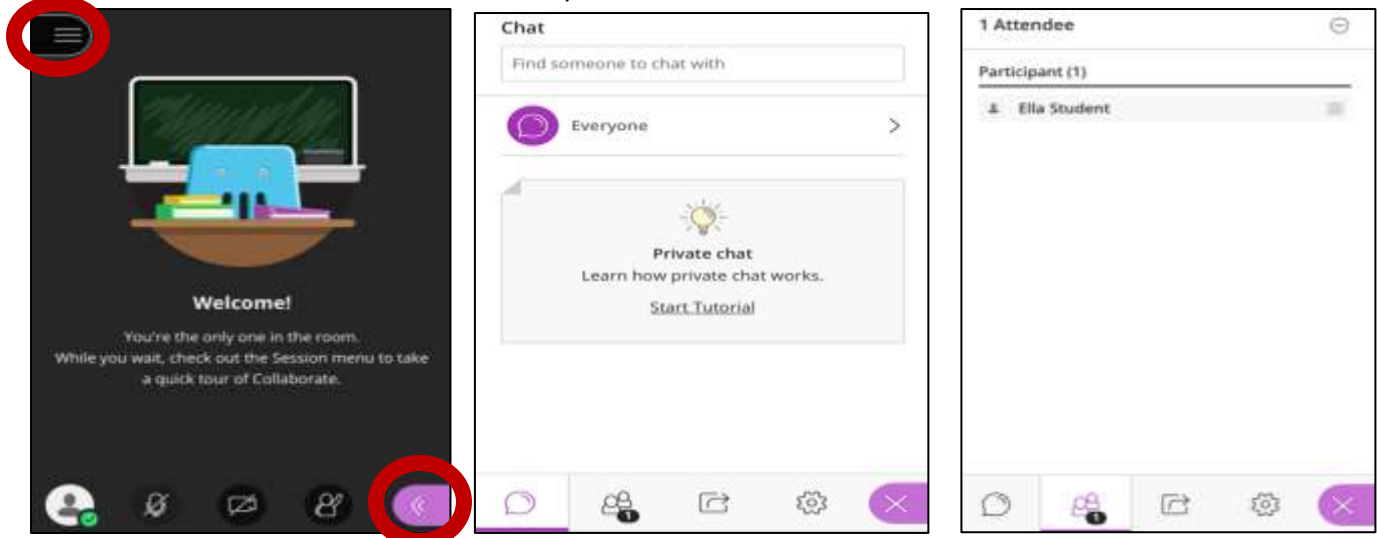 Welcome!
You're the only one in the room.
While you wait, check out the Session menu to take
a quick tour of Collaborate.
Chat
Find someone to chat with
Everyone
Private chat
Learn how private chat works.
Start Tutorial
1
1 Attendee
Participant (1)
Ella Student
1